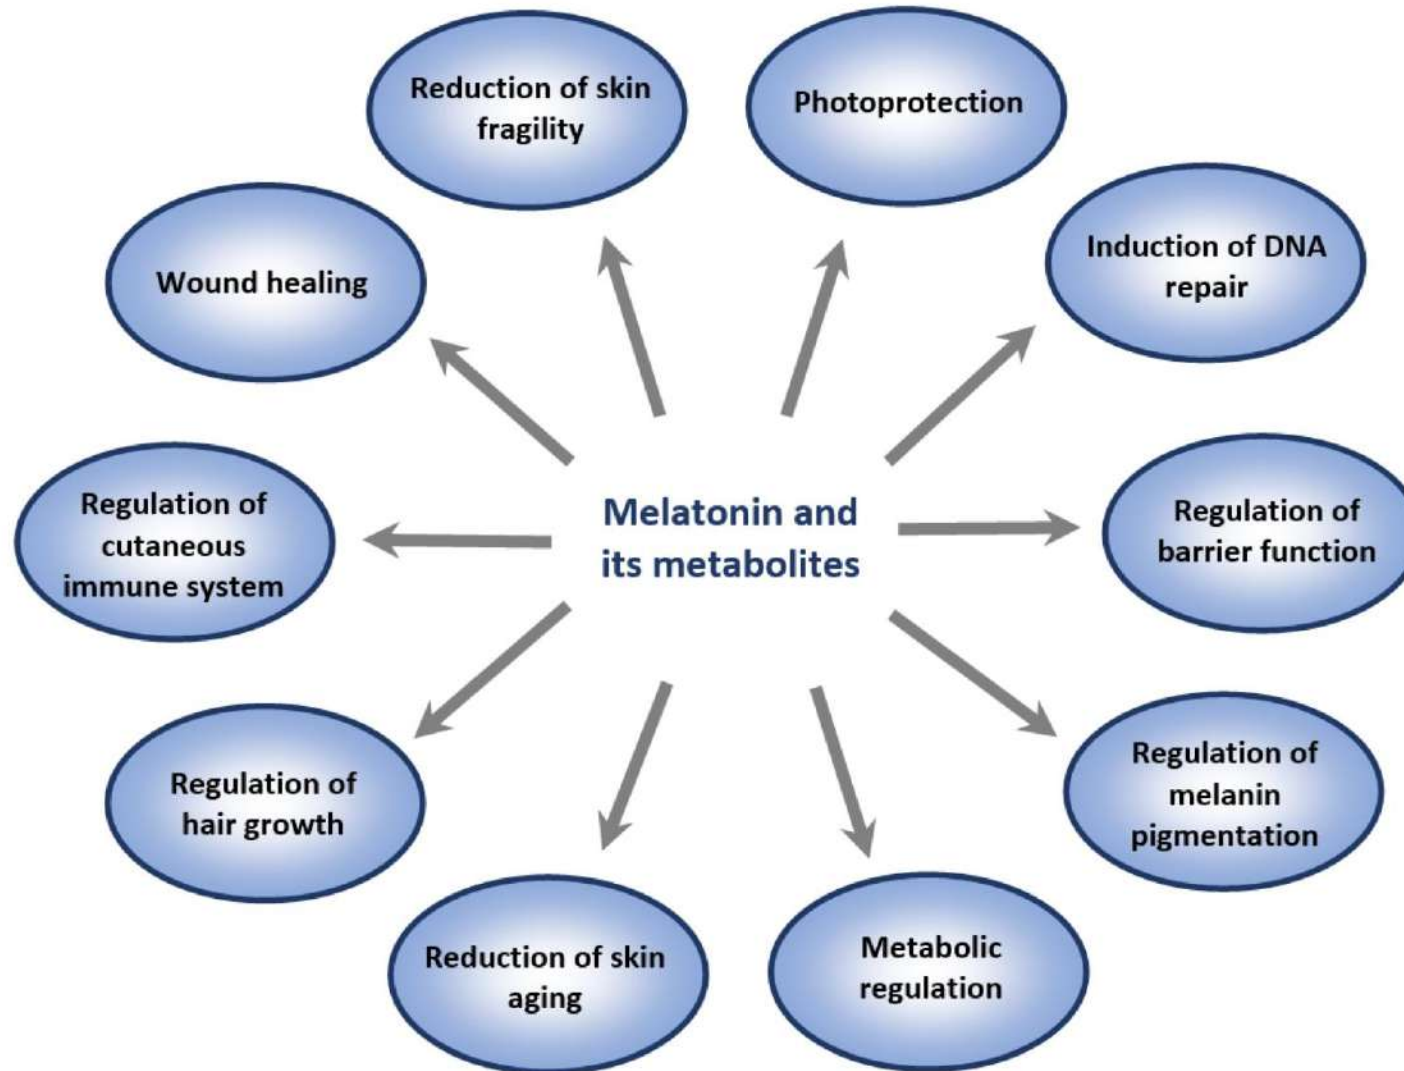 Reduction of skin
fragility
Photoprotection
Induction of DNA
repair
Wound healing
Regulation of
cutaneous
immune system
Melatonin and
its metabolites
Regulation of
barrier function
Regulation of
hair growth
Regulation of
melanin
pigmentation
Reduction of skin
aging
Metabolic
regulation